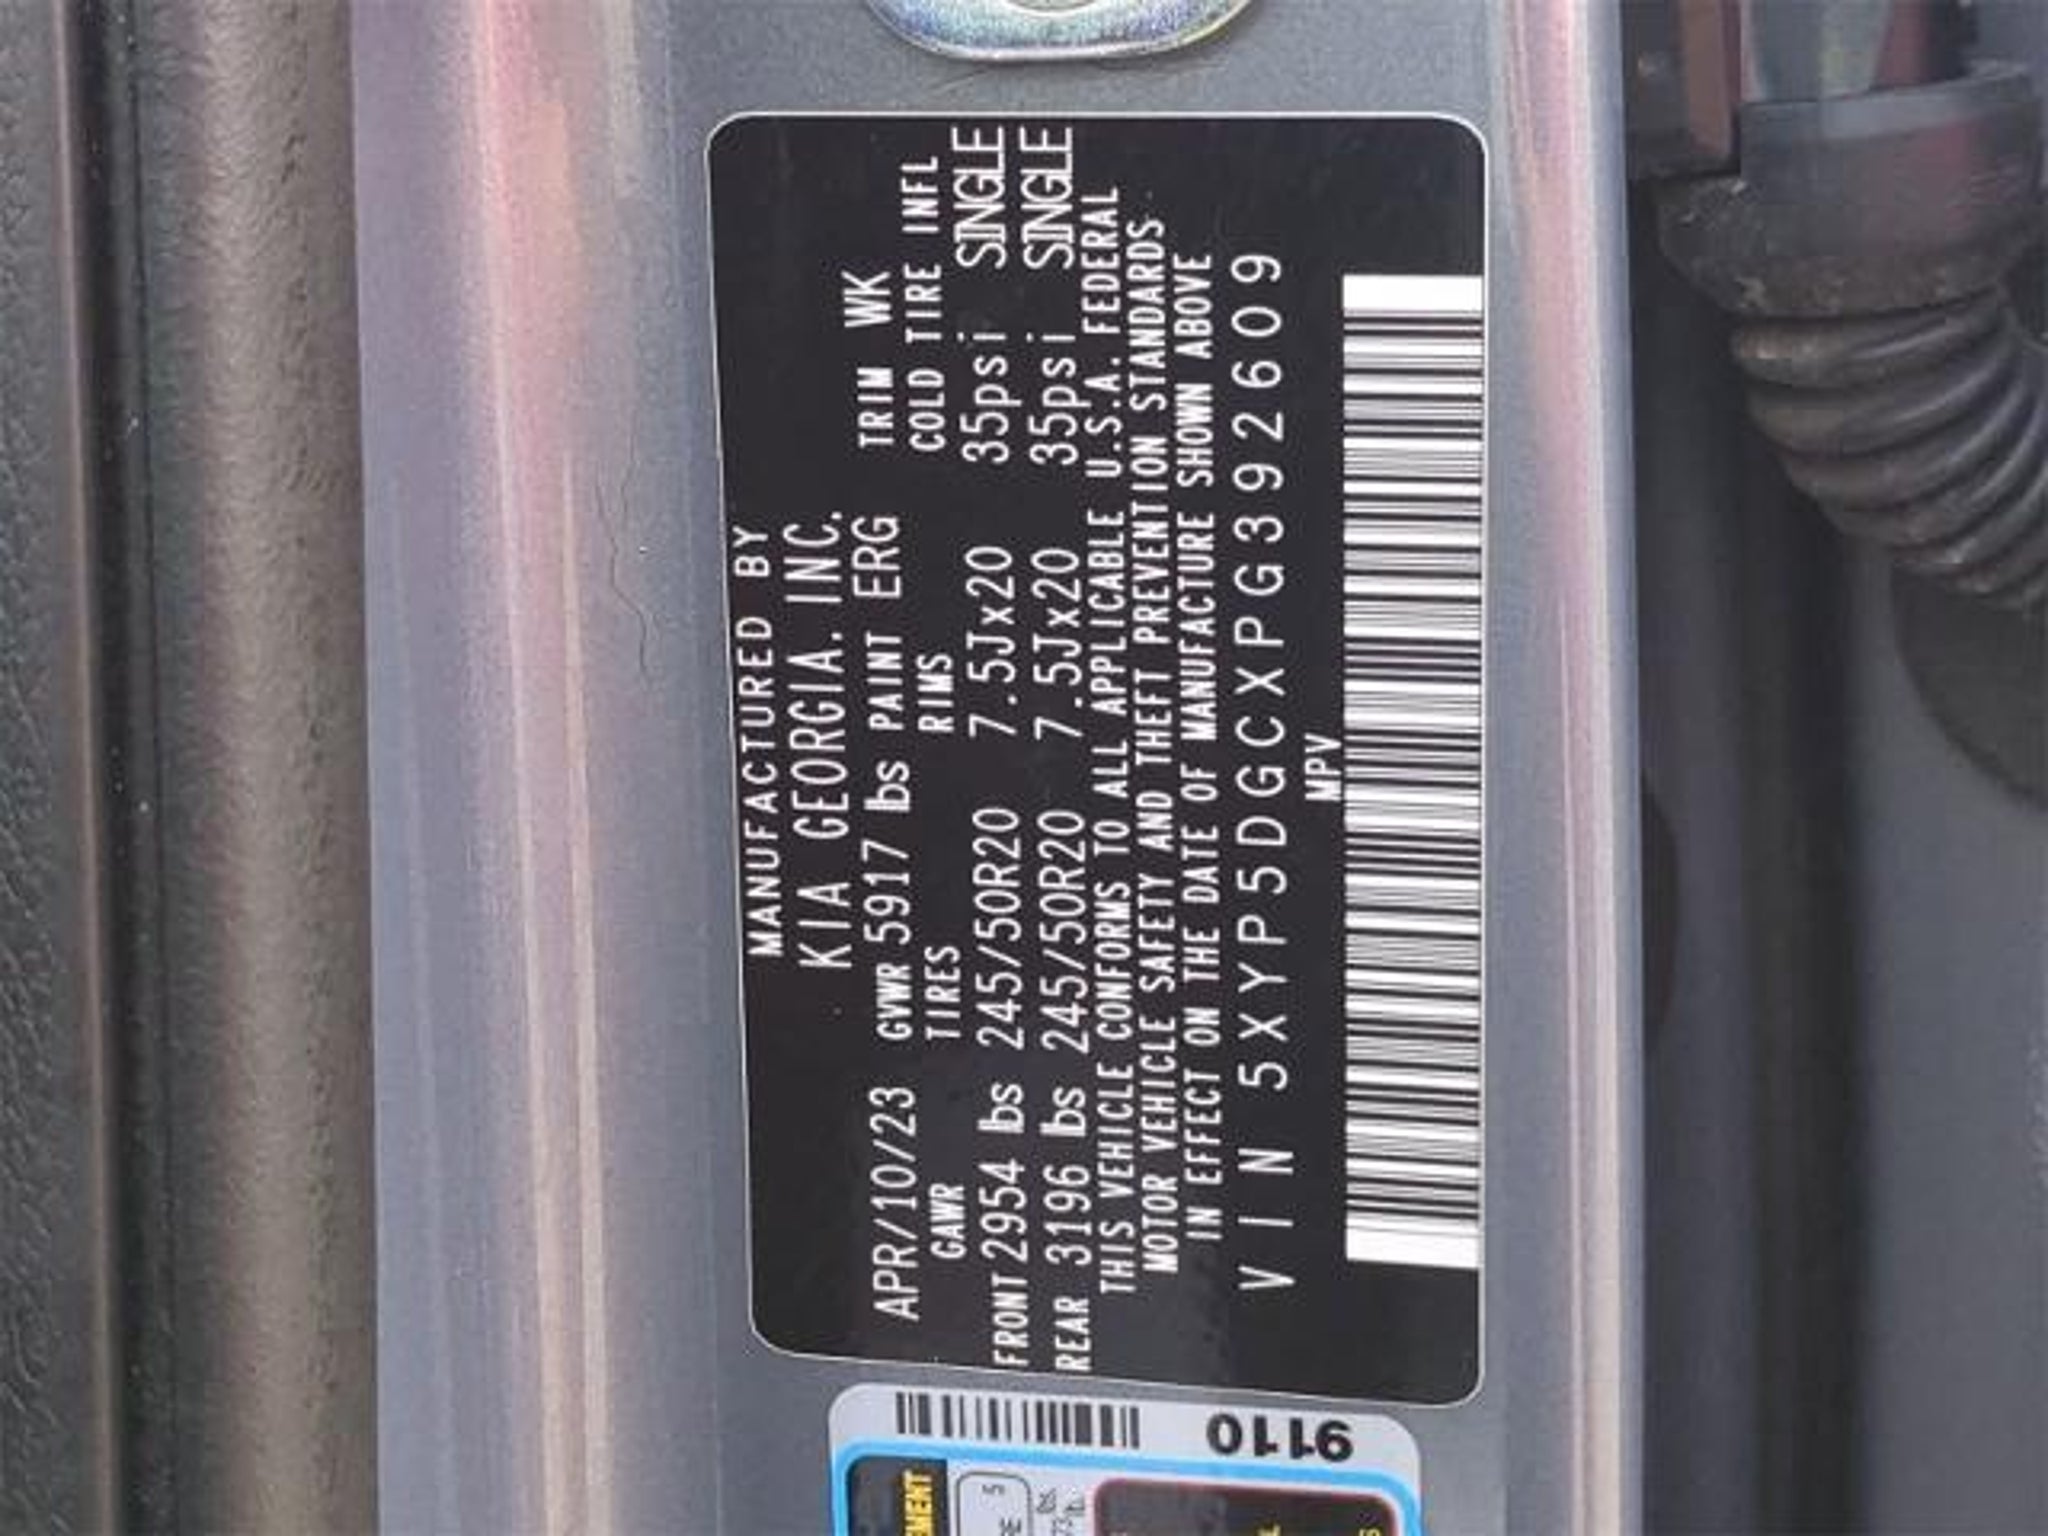 MANUFACTURED BY
KIA GEORGIA. INC.
APR/10/23 GVWR 5917 lbs PAINT ERG TRIM WK
GAWR TIRES RIMS COLD TIRE INFL
FRONT 2954 lbs 245/50R20 7.5Jx20 35psi SINGLE
REAR 3196 lbs 245/50R20 7.5Jx20 35psi SINGLE
THIS VEHICLE CONFORMS TO ALL APPLICABLE U.S.A. FEDERAL
MOTOR VEHICLE SAFETY AND THEFT PREVENTION STANDARDS
IN EFFECT ON THE DATE OF MANUFACTURE SHOWN ABOVE
VIN 5XYP5DGCXPG392609
MPV
9110